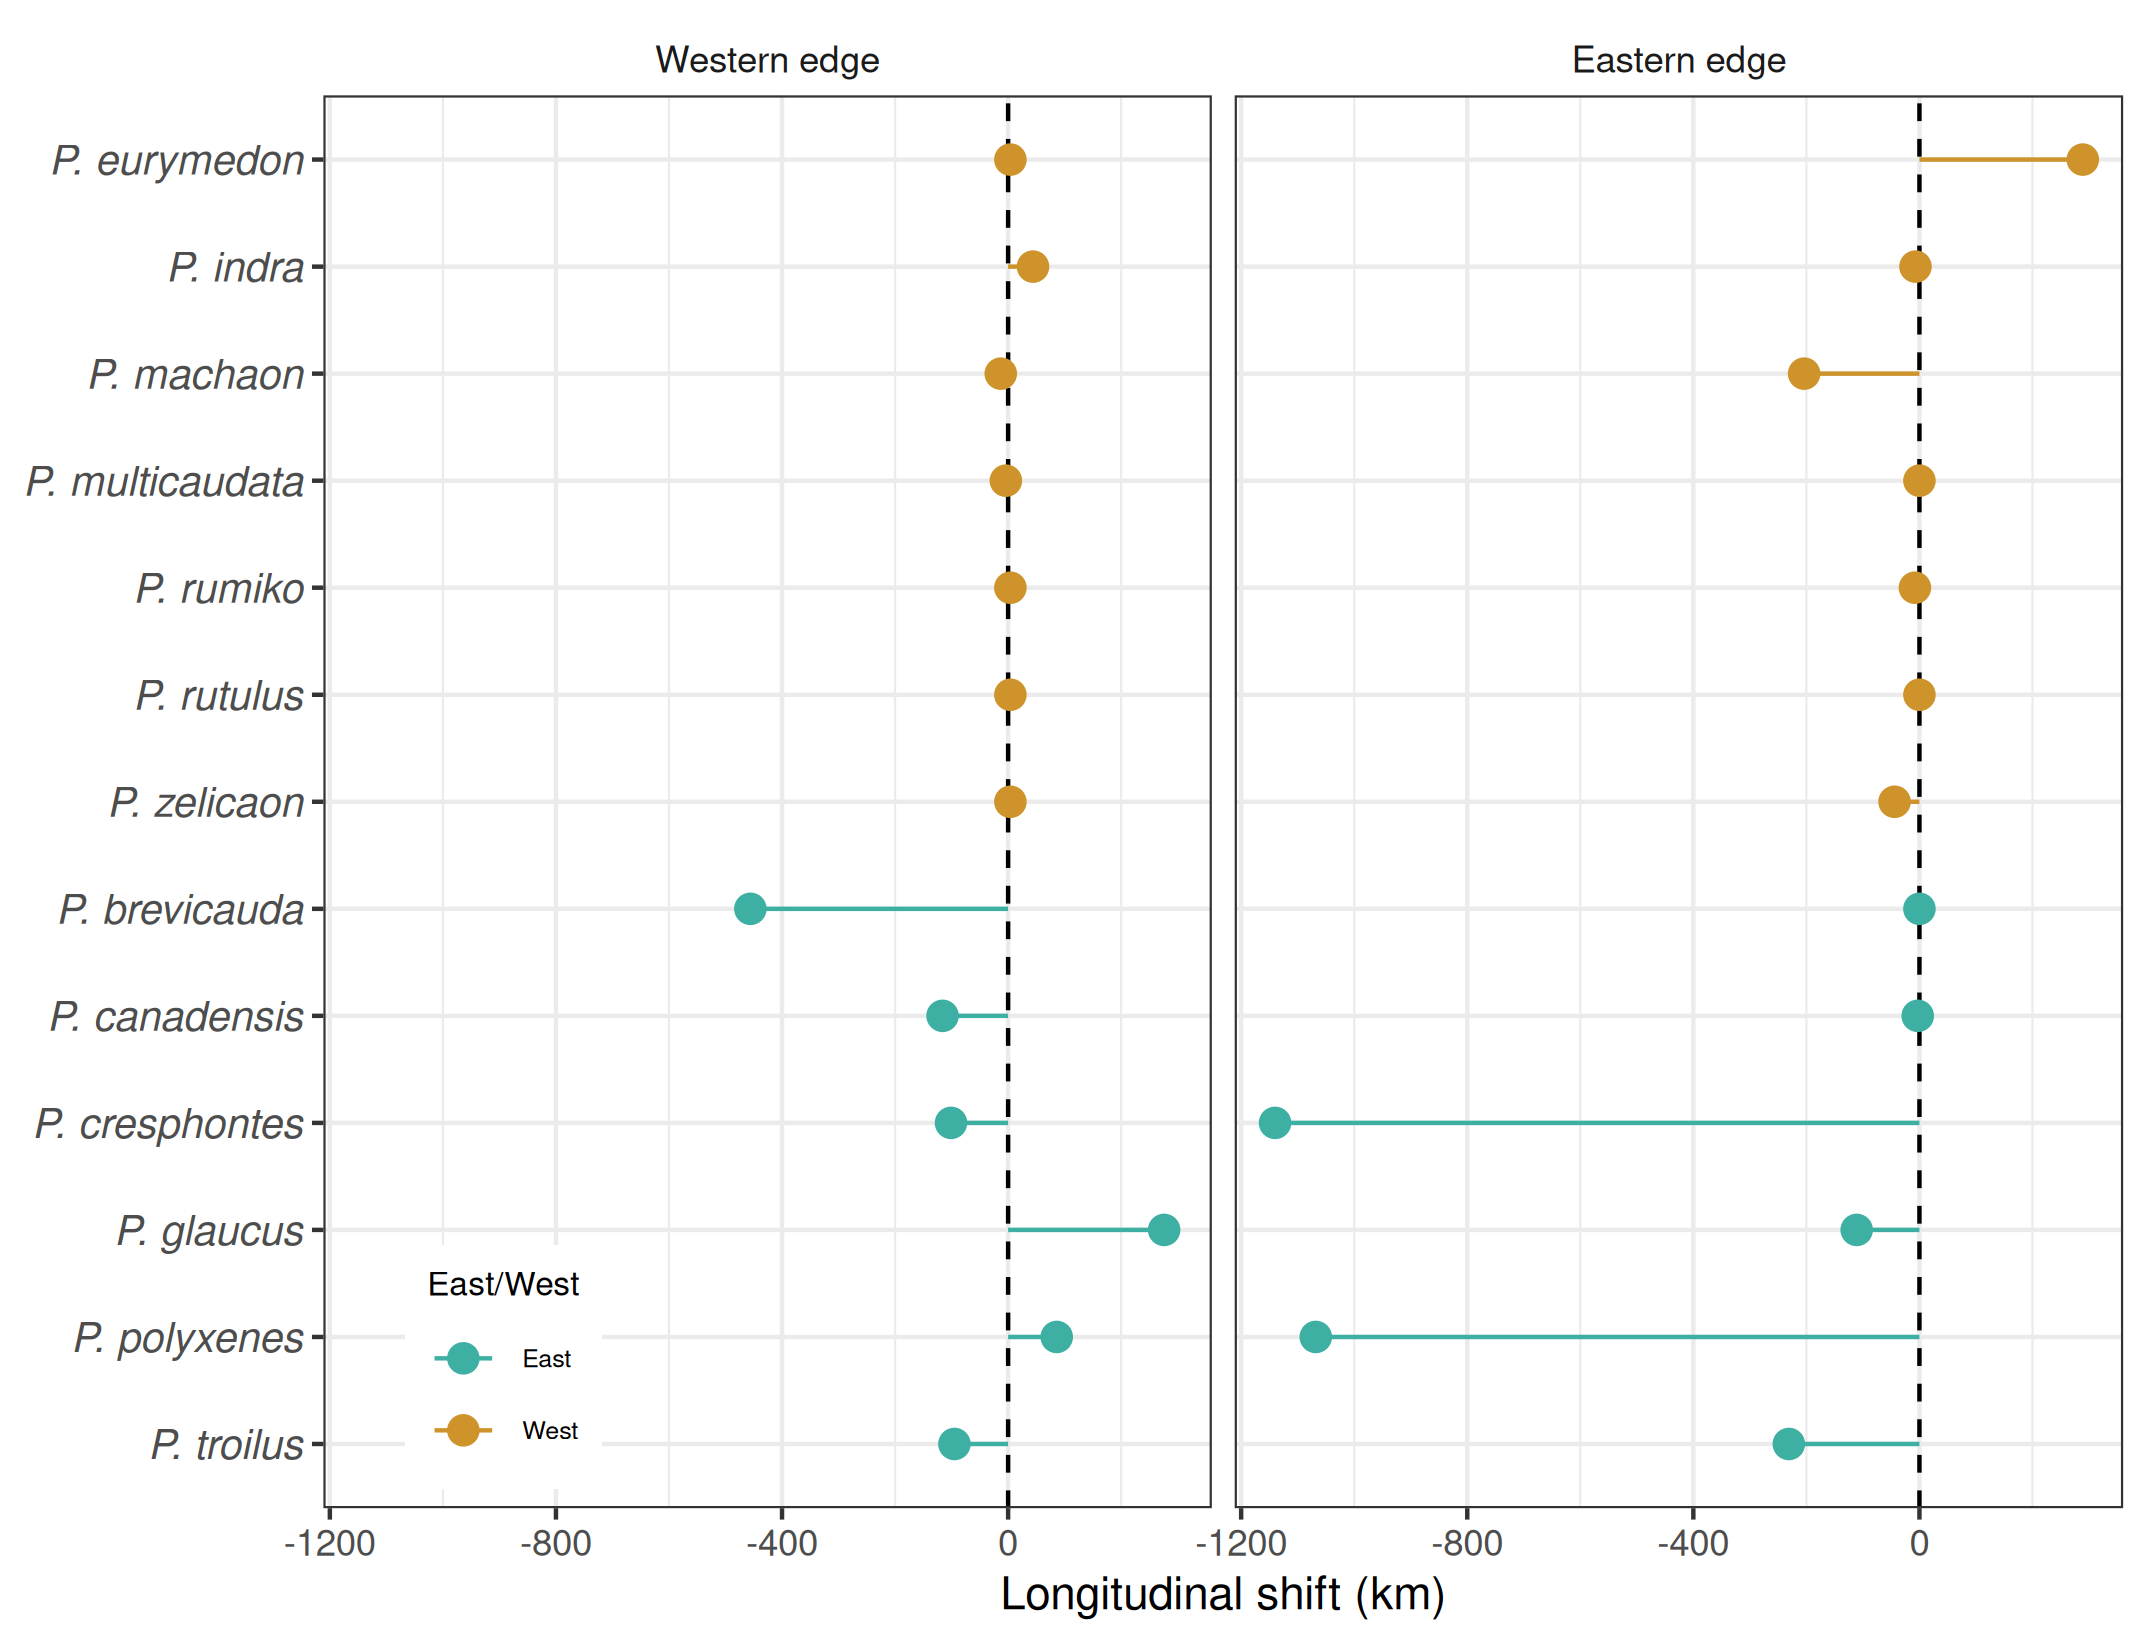 Western edge
Eastern edge
P. eurymedon
P. indra
P. machaon
P. multicaudata
P. rumiko
P. rutulus
P. zelicaon
P. brevicauda
P. canadensis
P. cresphontes
P. glaucus
P. polyxenes
P. troilus
East/West
East
West
-1200 -800 -400 0 -1200 -800 -400 0
Longitudinal shift (km)